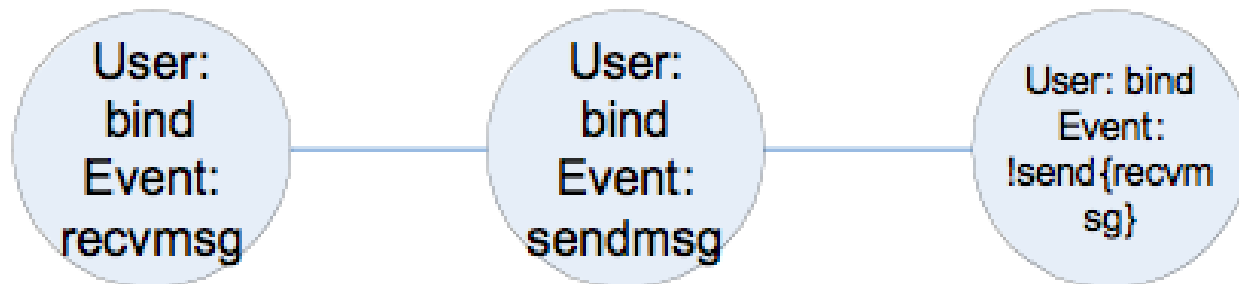 User:
bind
Event:
recvmsg
User:
bind
Event:
sendmsg
User: bind
Event:
!send{recvm
sg}